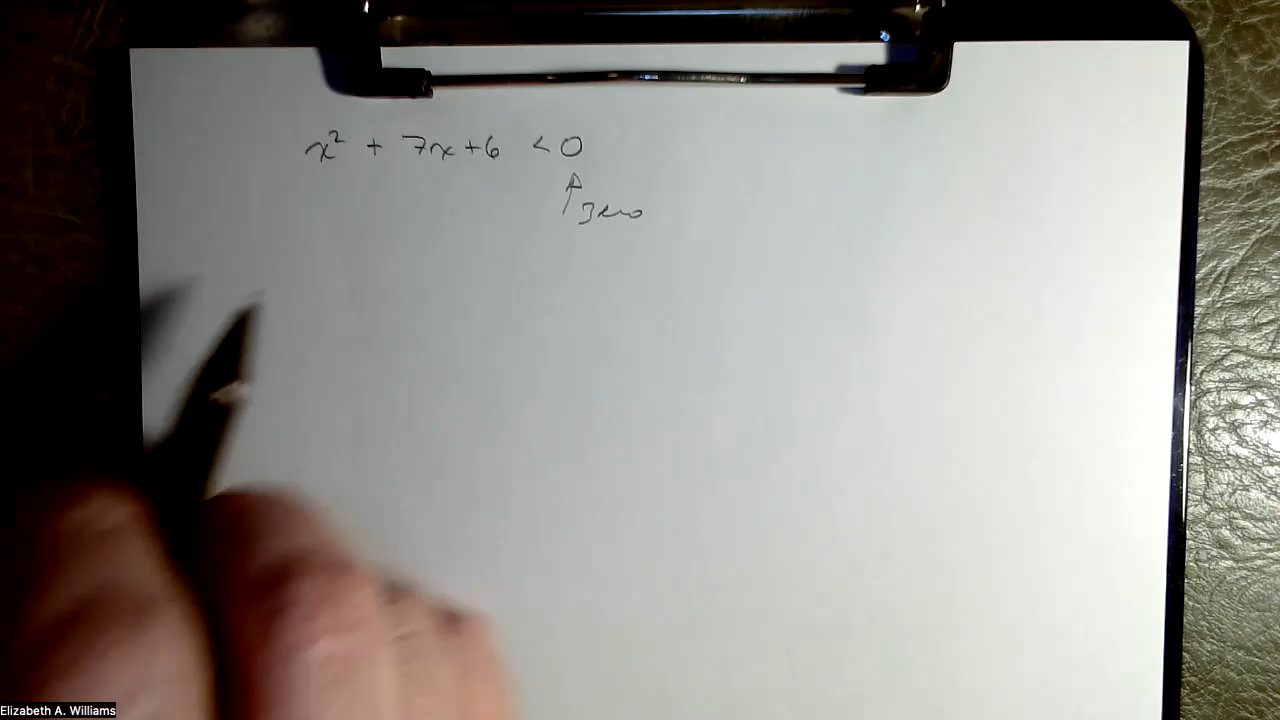 x² + 7x+6 < 0
zero
Elizabeth A. Williams